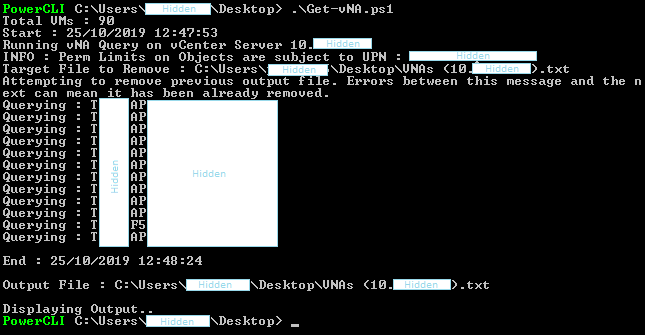 PowerCLI C:\Users\ Hidden \Desktop> .\Get-vNA.ps1
Total VMs : 90
Start : 25/10/2019 12:47:53
Running vNA Query on vCenter Server 10. Hidden
INFO : Perm Limits on Objects are subject to UPN : Hidden
Target File to Remove : C:\Users\ Hidden \Desktop\VNAs (10. Hidden ).txt
Attempting to remove previous output file. Errors between this message and the n
ext can mean it has been already removed.
Querying : T AP
Querying : T AP
Querying : T AP
Querying : T AP
Querying : T AP
Querying : T AP
Querying : T Hidden AP Hidden
Querying : T AP
Querying : T AP
Querying : T AP
Querying : T F5
Querying : T AP
End : 25/10/2019 12:48:24
Output File : C:\Users\ Hidden \Desktop\VNAs (10. Hidden ).txt
Displaying Output..
PowerCLI C:\Users\ Hidden \Desktop> _